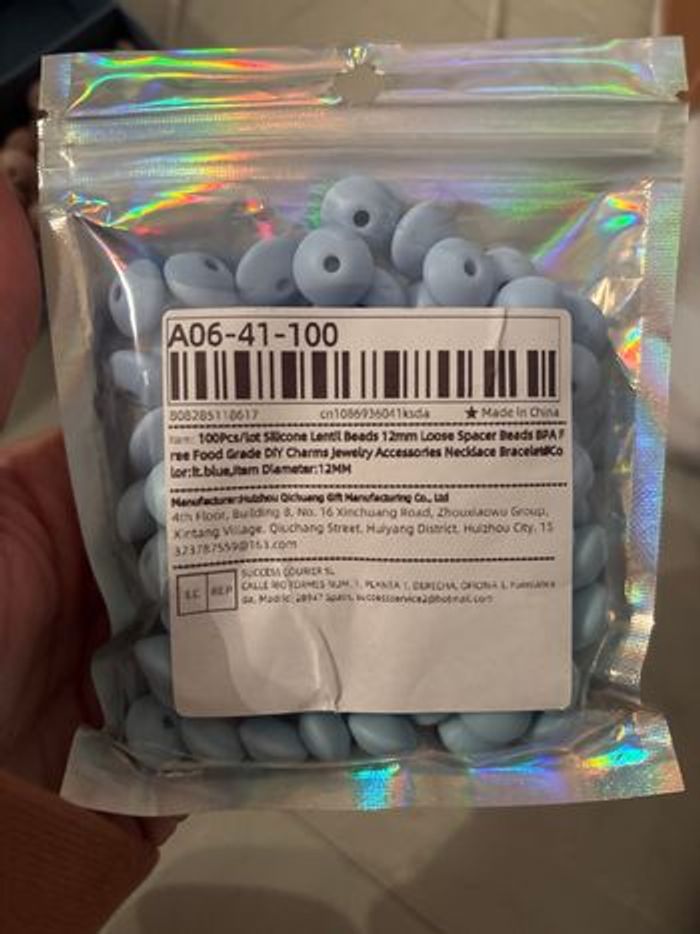 A06-41-100
808285118617 cn1086936041ksda ★ Made in China
Item: 100Pcs/lot Silicone Lentil Beads 12mm Loose Spacer Beads BPA F
ree Food Grade DIY Charms Jewelry Accessories Necklace Bracelet#Co
lor:lt.blue,Item Diameter:12MM
Manufacturer:Huizhou Qichuang Gift Manufacturing Co., Ltd
4th Floor, Building 8, No. 16 Xinchuang Road, Zhouxiaowu Group,
Xintang Village, Qiuchang Street, Huiyang District, Huizhou City, 15
323787559@163.com
EC REP
SUCCESS COURIER SL
CALLE RIO TORMES NUM. 1, PLANTA 1, DERECHA, OFICINA 3, Fuenlabra
da, Madrid, 28947 Spain, successservice2@hotmail.com